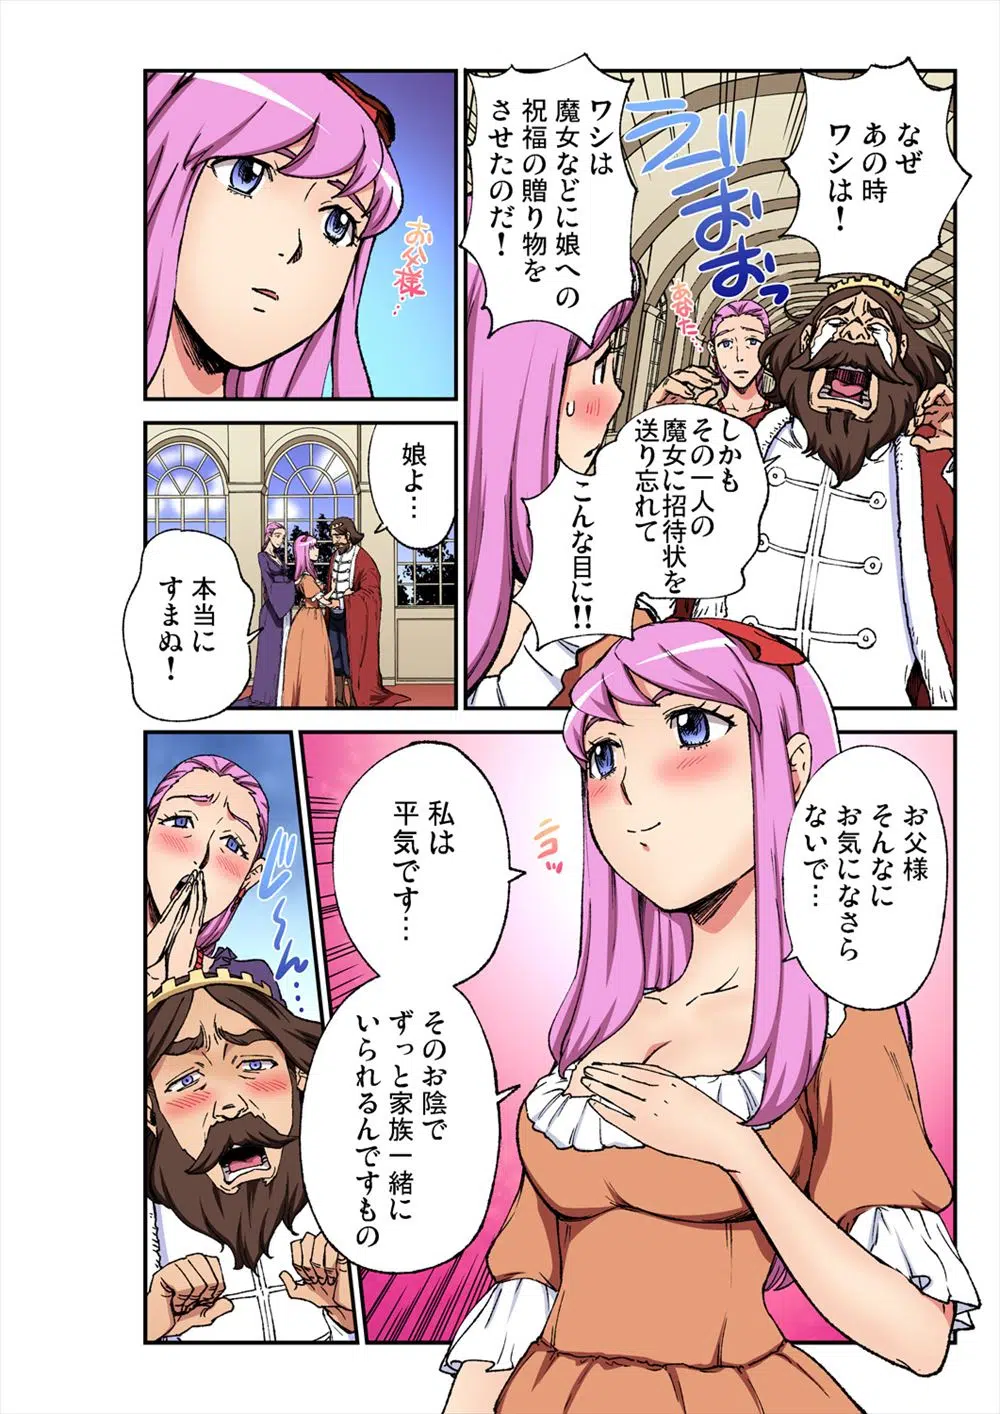 なぜ
あの時
ワシは！
ワシは
魔女などに娘への
祝福の贈り物を
させたのだ！
うおおおっ
あなた…
しかも
その一人の
魔女に招待状を
送り忘れて
こんな目に!!
お父様…
娘よ…
本当に
すまぬ！
お父様
そんなに
お気になさら
ないで…
ニコッ
私は
平気です…
そのお陰で
ずっと家族一緒に
いられるんですもの
じ〜ん…